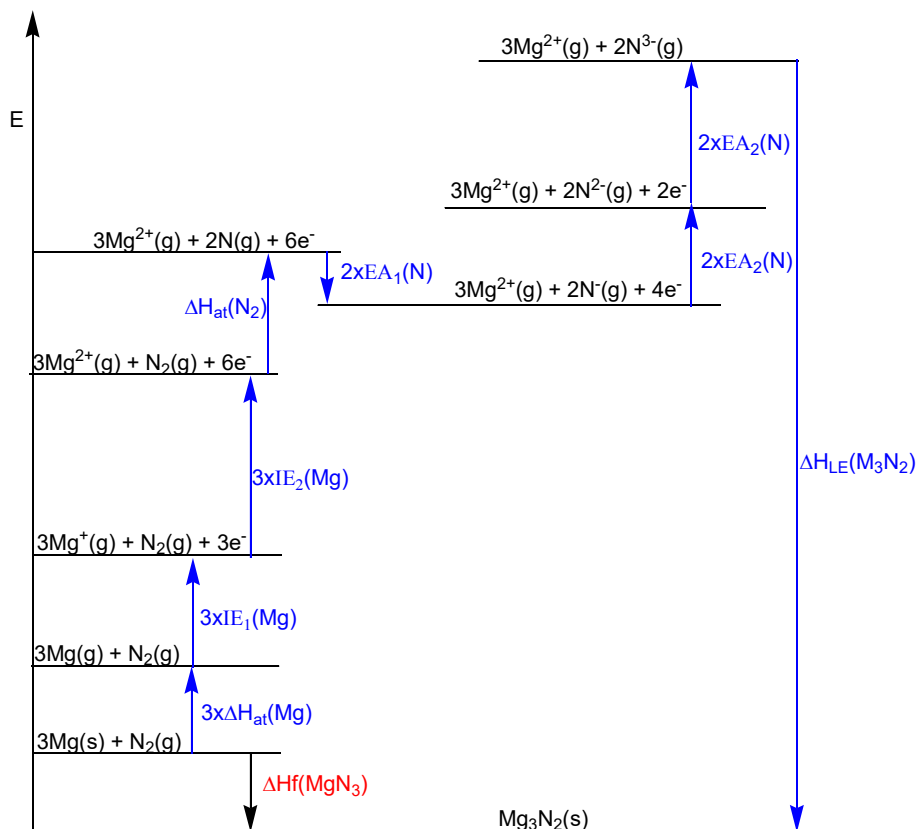 3Mg²⁺(g) + 2N³⁻(g)
E
2xEA₂(N)
3Mg²⁺(g) + 2N²⁻(g) + 2e⁻
3Mg²⁺(g) + 2N(g) + 6e⁻
2xEA₁(N)
2xEA₂(N)
3Mg²⁺(g) + 2N⁻(g) + 4e⁻
ΔHₐₜ(N₂)
3Mg²⁺(g) + N₂(g) + 6e⁻
3xIE₂(Mg)
ΔH_LE(M₃N₂)
3Mg⁺(g) + N₂(g) + 3e⁻
3xIE₁(Mg)
3Mg(g) + N₂(g)
3xΔHₐₜ(Mg)
3Mg(s) + N₂(g)
ΔHf(MgN₃)
Mg₃N₂(s)